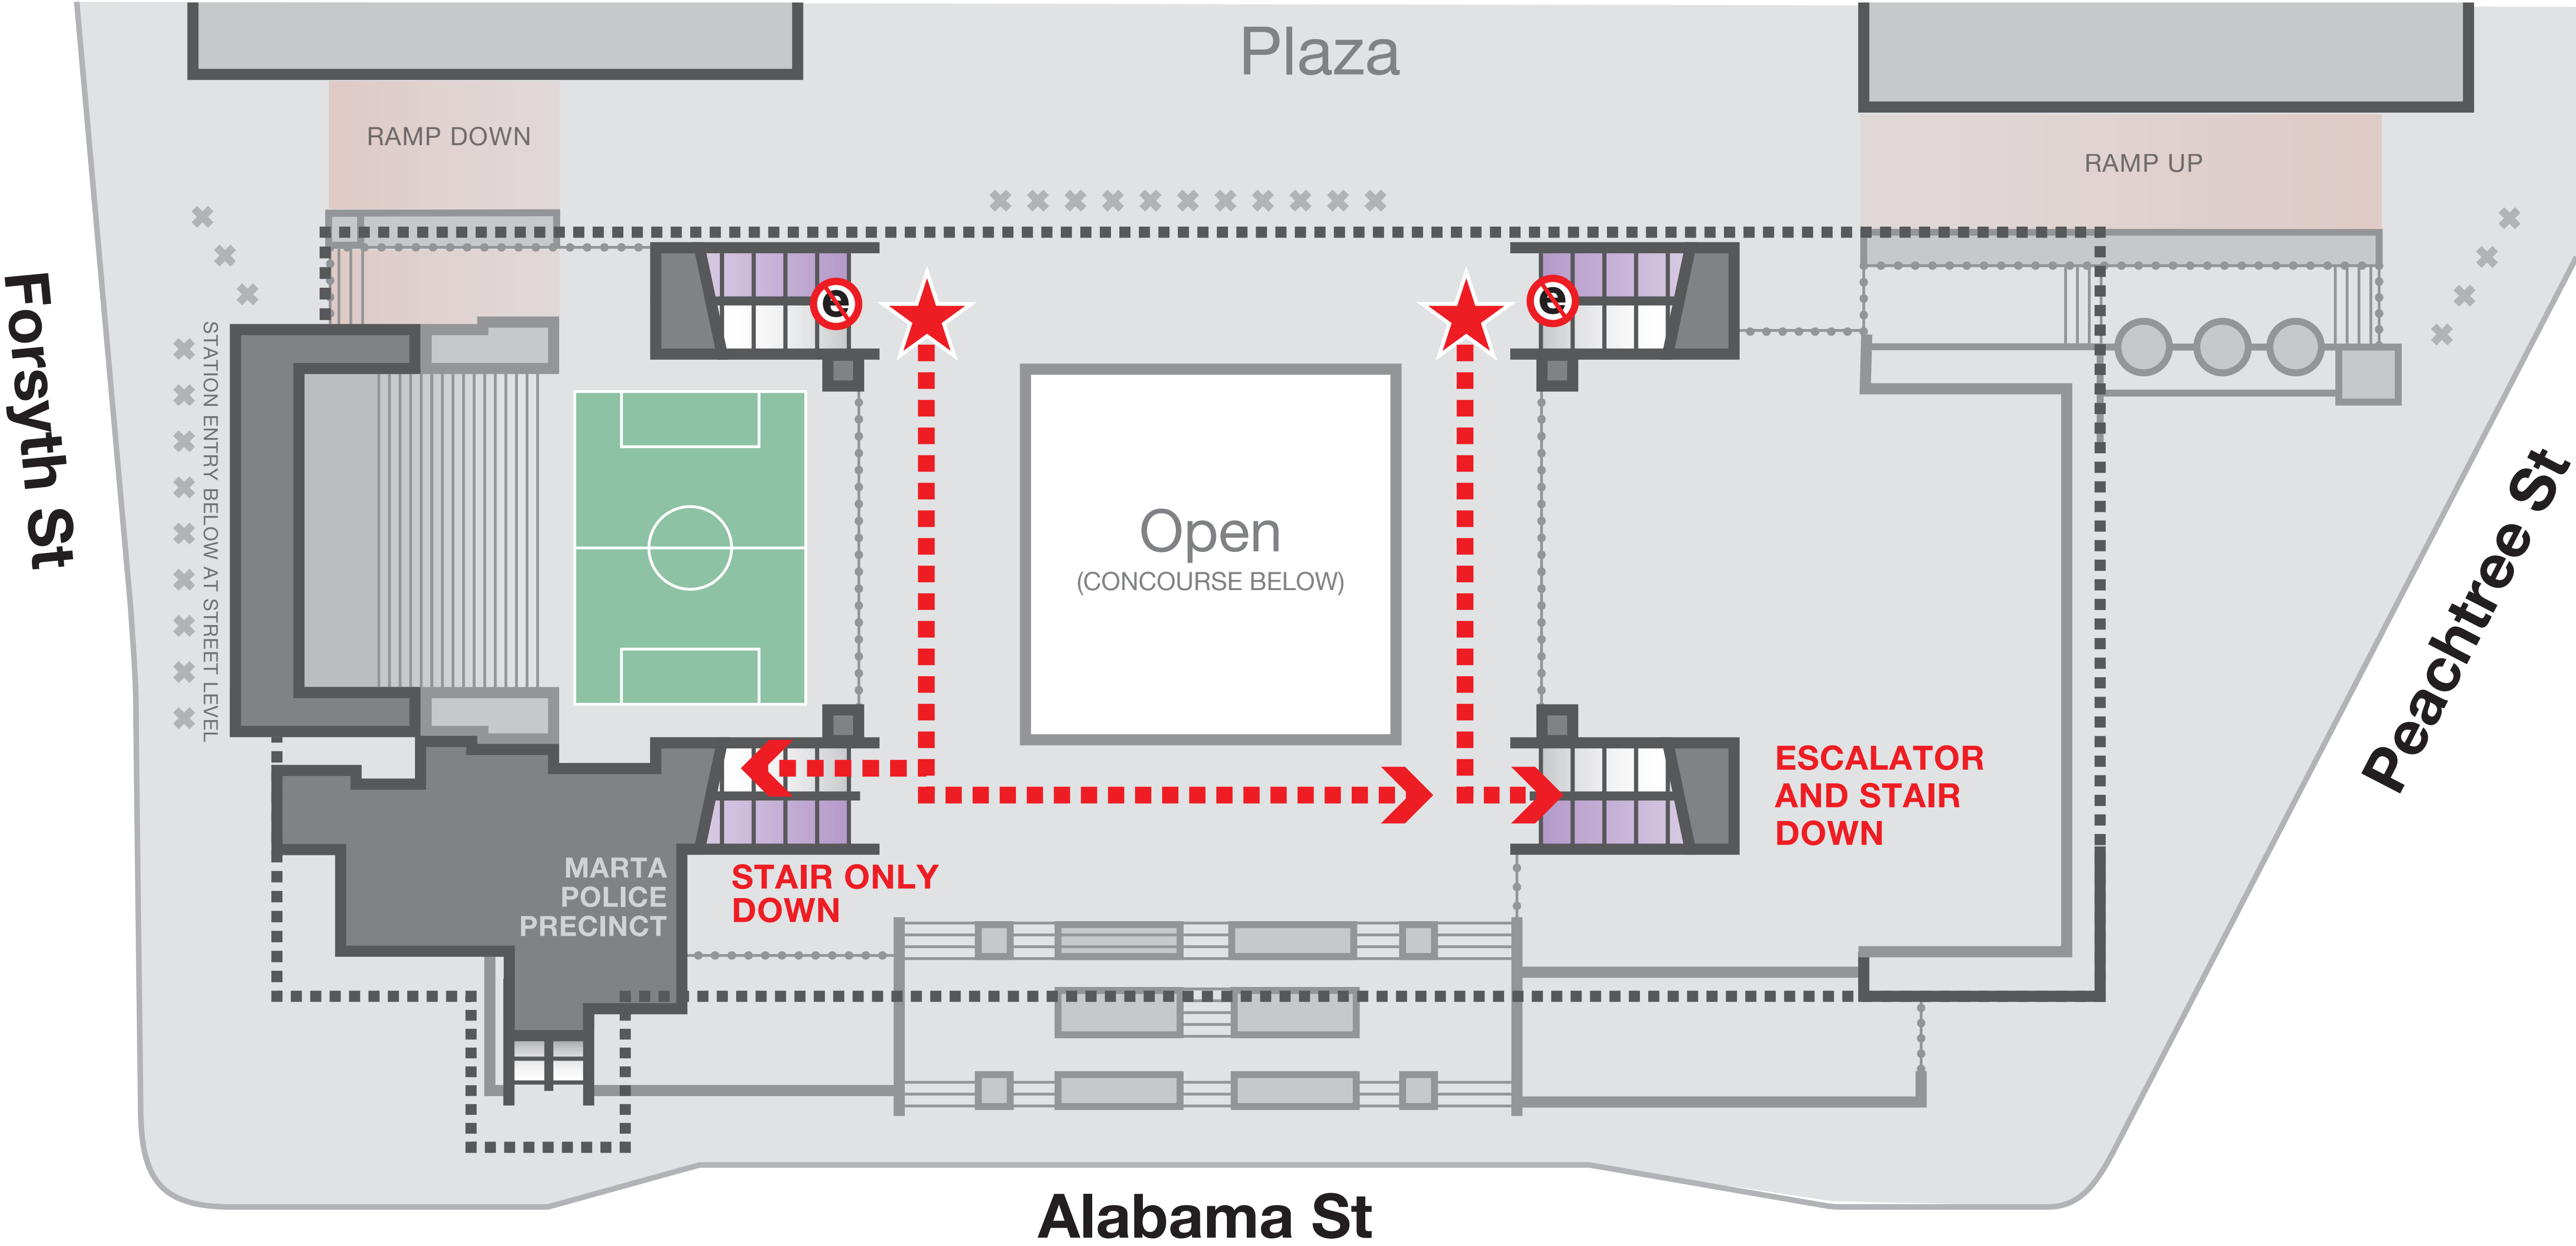 Plaza
RAMP DOWN
RAMP UP
e
e
Forsyth St
STATION ENTRY BELOW AT STREET LEVEL
Open
(CONCOURSE BELOW)
Peachtree St
ESCALATOR
AND STAIR
DOWN
MARTA
POLICE
PRECINCT
STAIR ONLY
DOWN
Alabama St